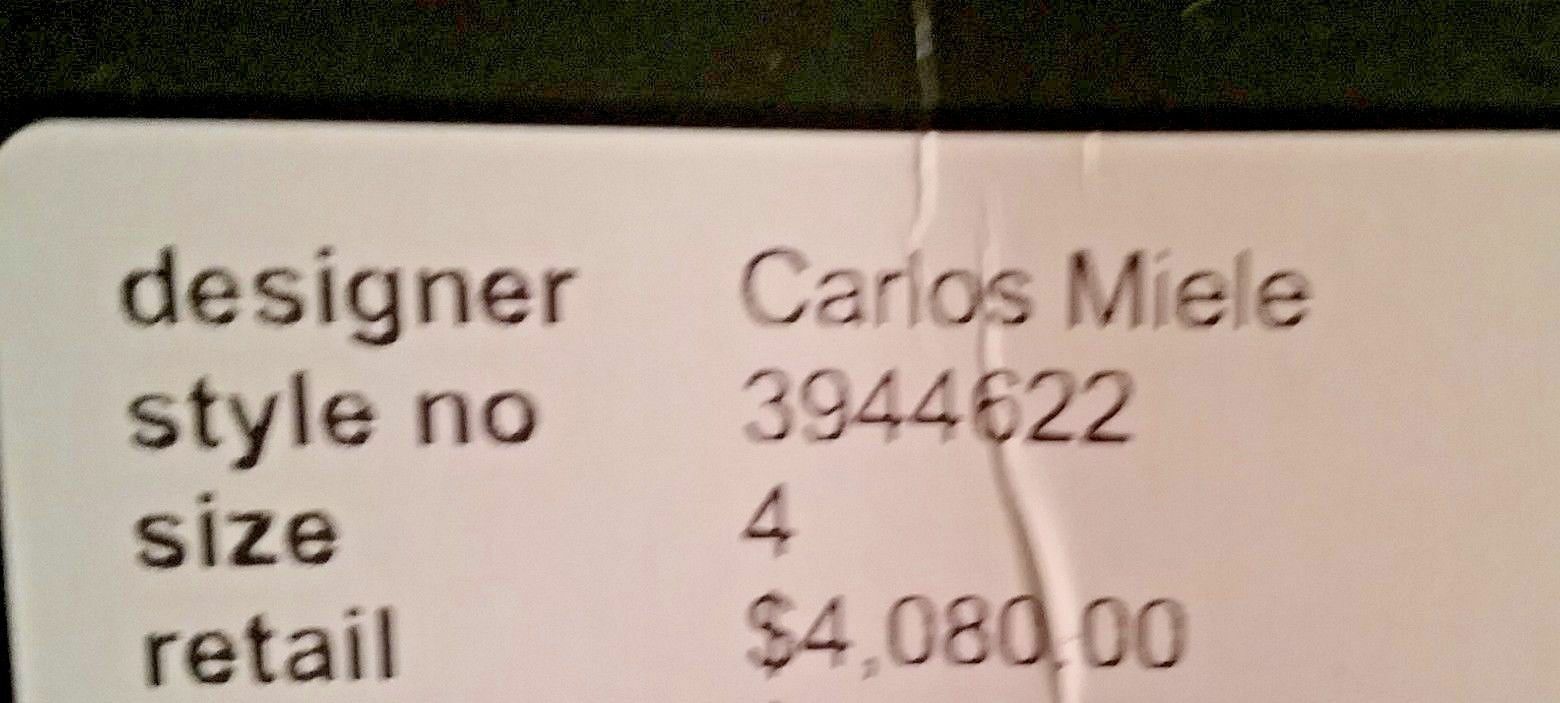 designer Carlos Miele
style no 3944622
size 4
retail $4,080.00